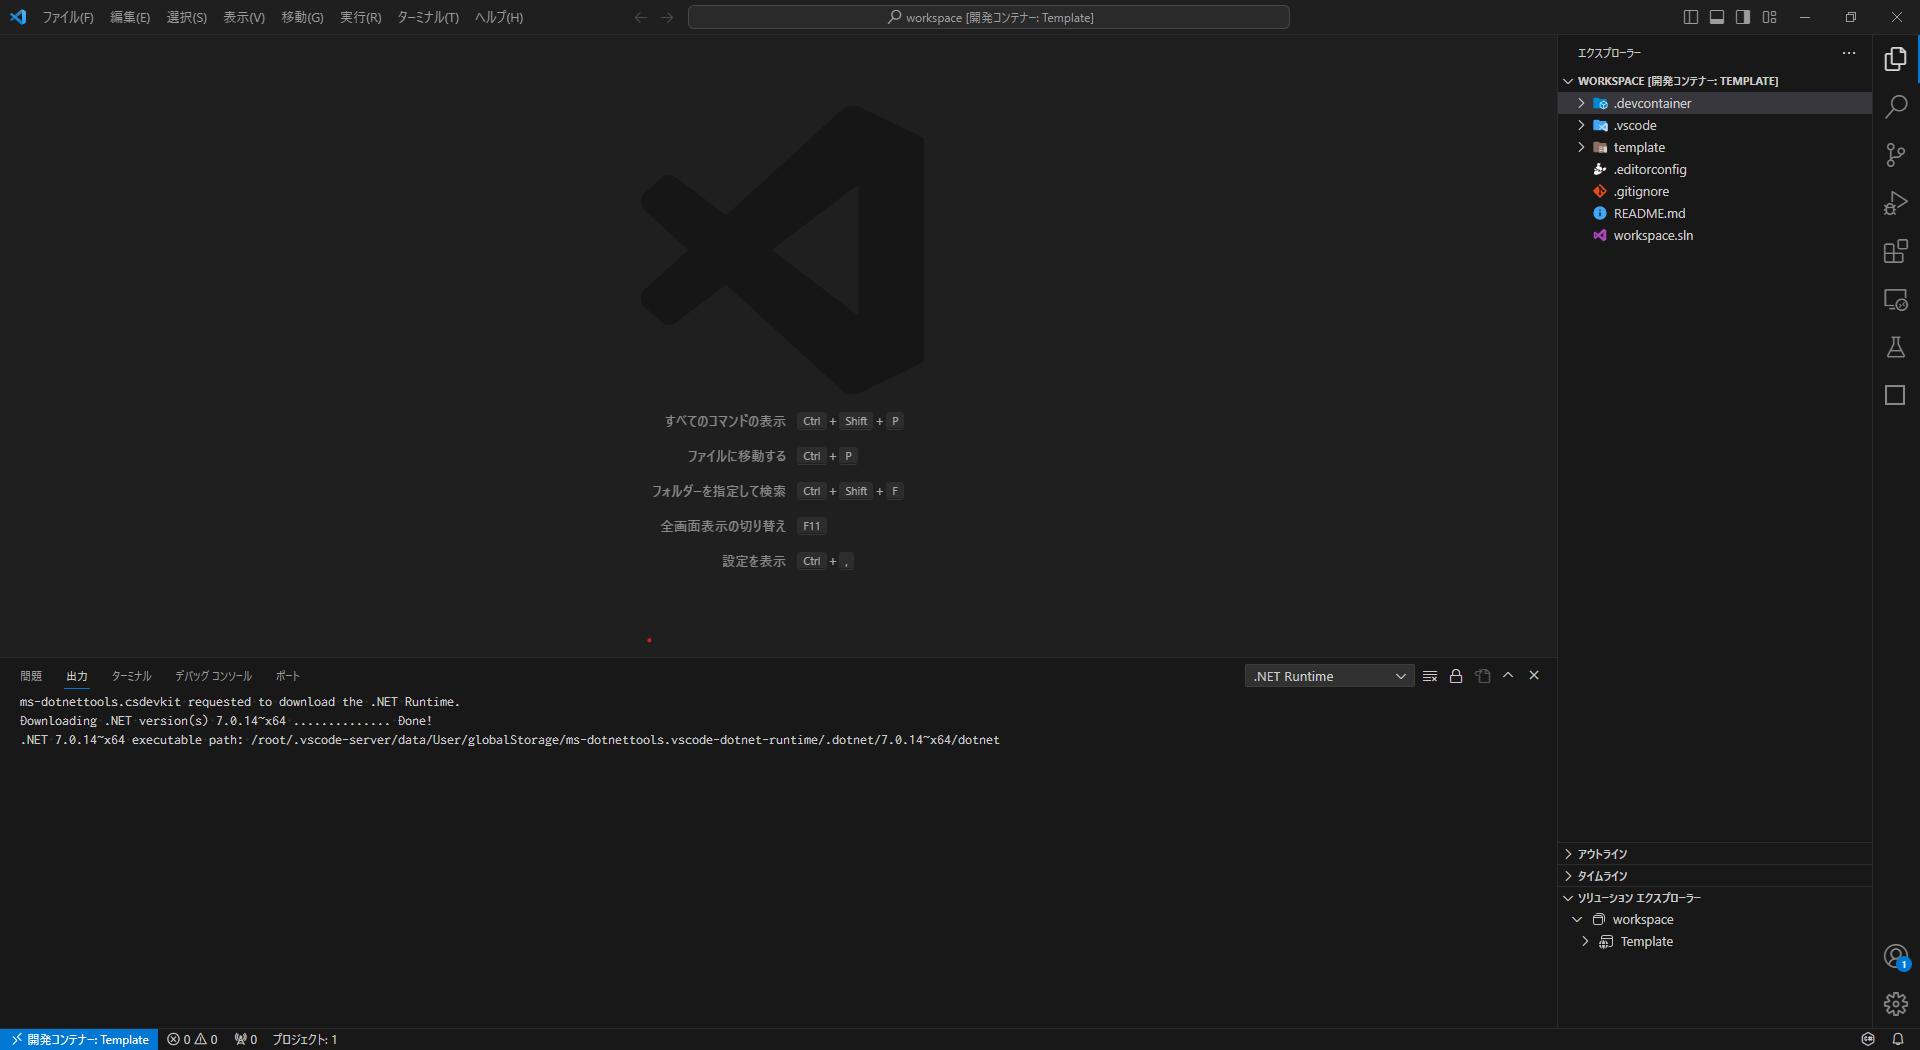 ファイル(F) 編集(E) 選択(S) 表示(V) 移動(G) 実行(R) ターミナル(T) ヘルプ(H)
workspace [開発コンテナー: Template]
エクスプローラー
WORKSPACE [開発コンテナー: TEMPLATE]
.devcontainer
.vscode
template
.editorconfig
.gitignore
README.md
workspace.sln
すべてのコマンドの表示 Ctrl + Shift + P
ファイルに移動する Ctrl + P
フォルダーを指定して検索 Ctrl + Shift + F
全画面表示の切り替え F11
設定を表示 Ctrl + ,
問題 出力 ターミナル デバッグ コンソール ポート
.NET Runtime
ms-dotnettools.csdevkit requested to download the .NET Runtime.
Downloading .NET version(s) 7.0.14~x64 .............. Done!
.NET 7.0.14~x64 executable path: /root/.vscode-server/data/User/globalStorage/ms-dotnettools.vscode-dotnet-runtime/.dotnet/7.0.14~x64/dotnet
アウトライン
タイムライン
ソリューション エクスプローラー
workspace
Template
1
開発コンテナー: Template 0 0 0 プロジェクト: 1